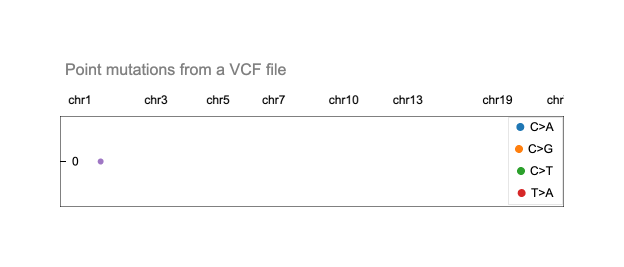 Point mutations from a VCF file
chr1 chr3 chr5 chr7 chr10 chr13 chr19 chr
0
C>A
C>G
C>T
T>A